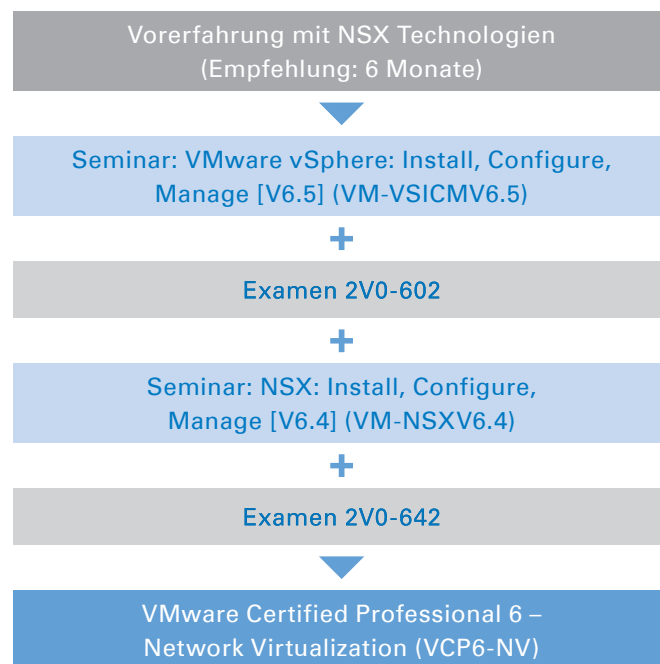 Vorerfahrung mit NSX Technologien
(Empfehlung: 6 Monate)
Seminar: VMware vSphere: Install, Configure,
Manage [V6.5] (VM-VSICMV6.5)
+
Examen 2V0-602
+
Seminar: NSX: Install, Configure,
Manage [V6.4] (VM-NSXV6.4)
+
Examen 2V0-642
VMware Certified Professional 6 –
Network Virtualization (VCP6-NV)